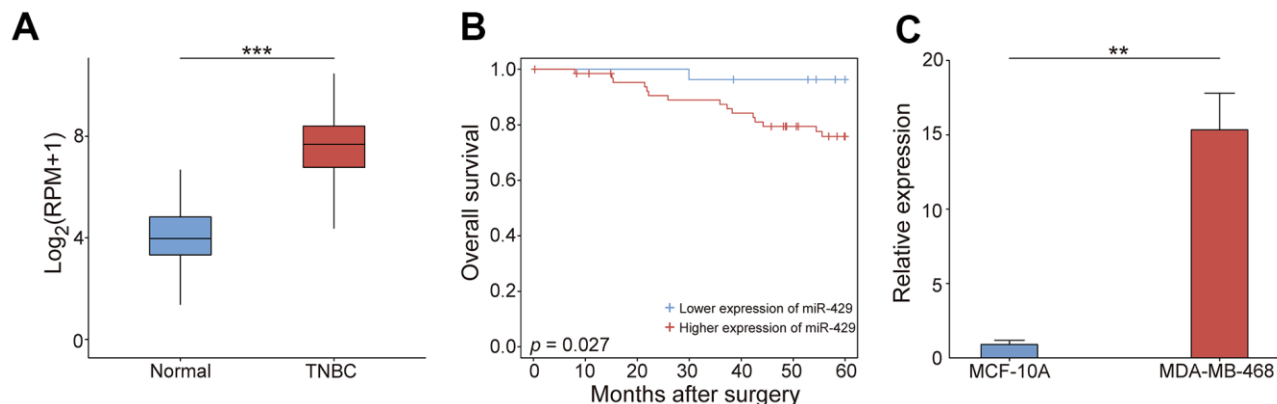 A
***
Log2(RPM+1)
8
4
0
Normal
TNBC
B
Overall survival
1.0
0.8
0.6
0.4
0.2
0.0
Lower expression of miR-429
Higher expression of miR-429
p = 0.027
0 10 20 30 40 50 60
Months after surgery
C
**
Relative expression
20
15
10
5
0
MCF-10A
MDA-MB-468